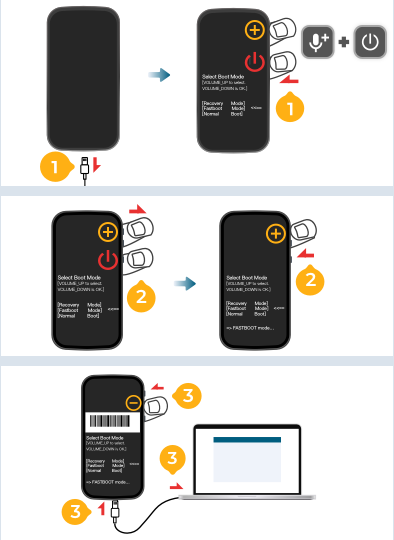 Select Boot Mode
[VOLUME_UP to select.
VOLUME_DOWN is OK.]
[Recovery Mode]
[Fastboot Mode] <<==
[Normal Boot]
1
1
Select Boot Mode
[VOLUME_UP to select.
VOLUME_DOWN is OK.]
[Recovery Mode]
[Fastboot Mode] <<==
[Normal Boot]
2
Select Boot Mode
[VOLUME_UP to select.
VOLUME_DOWN is OK.]
[Recovery Mode]
[Fastboot Mode] <<==
[Normal Boot]
=> FASTBOOT mode...
2
3
Select Boot Mode
[VOLUME_UP to select.
VOLUME_DOWN is OK.]
[Recovery Mode]
[Fastboot Mode] <<==
[Normal Boot]
=> FASTBOOT mode...
3
3